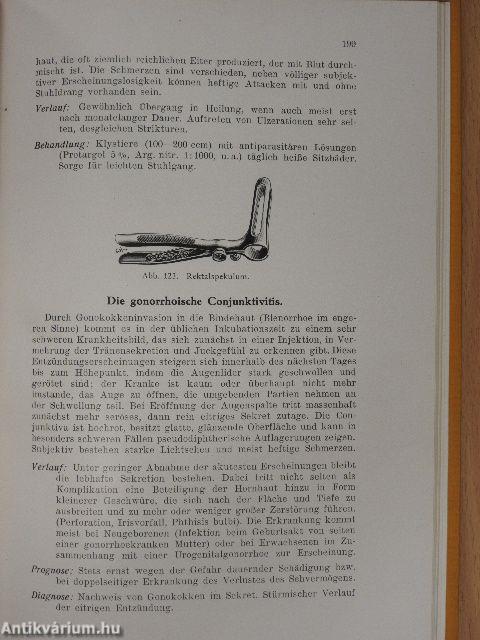 199
haut, die oft ziemlich reichlichen Eiter produziert, der mit Blut durch-
mischt ist. Die Schmerzen sind verschieden, neben völliger subjek-
tiver Erscheinungslosigkeit können heftige Attacken mit und ohne
Stuhldrang vorhanden sein.
Verlauf: Gewöhnlich Übergang in Heilung, wenn auch meist erst
nach monatelanger Dauer. Auftreten von Ulzerationen sehr sel-
ten, desgleichen Strikturen.
Behandlung: Klystiere (100–200 ccm) mit antiparasitären Lösungen
(Protargol 5%, Arg. nitr. 1:1000, u.a.) täglich heiße Sitzbäder.
Sorge für leichten Stuhlgang.
Abb. 123. Rektalspekulum.
Die gonorrhoische Conjunktivitis.
Durch Gonokokkeninvasion in die Bindehaut (Blenorrhoe im enge-
ren Sinne) kommt es in der üblichen Inkubationszeit zu einem sehr
schweren Krankheitsbild, das sich zunächst in einer Injektion, in Ver-
mehrung der Tränensekretion und Juckgefühl zu erkennen gibt. Diese
Entzündungserscheinungen steigern sich innerhalb des nächsten Tages
bis zum Höhepunkt, indem die Augenlider stark geschwollen und
gerötet sind; der Kranke ist kaum oder überhaupt nicht mehr
imstande, das Auge zu öffnen, die umgebenden Partien nehmen an
der Schwellung teil. Bei Eröffnung der Augenspalte tritt massenhaft
zunächst mehr seröses, dann rein eitriges Sekret zutage. Die Con-
junktiva ist hochrot, besitzt glatte, glänzende Oberfläche und kann in
besonders schweren Fällen pseudodiphtherische Auflagerungen zeigen.
Subjektiv bestehen starke Lichtscheu und meist heftige Schmerzen.
Verlauf: Unter geringer Abnahme der akutesten Erscheinungen bleibt
die lebhafte Sekretion bestehen. Dabei tritt nicht selten als
Komplikation eine Beteiligung der Hornhaut hinzu in Form
kleinerer Geschwüre, die sich nach der Fläche und Tiefe zu
ausbreiten und zu mehr oder weniger großer Zerstörung führen.
(Perforation, Irisvorfall, Phthisis bulbi). Die Erkrankung kommt
meist bei Neugeborenen (Infektion beim Geburtsakt von seiten
einer gonorrhoekranken Mutter) oder bei Erwachsenen im Zu-
sammenhang mit einer Urogenitalgonorrhoe zur Erscheinung.
Prognose: Stets ernst wegen der Gefahr dauernder Schädigung bzw.
bei doppelseitiger Erkrankung des Verlustes des Sehvermögens.
Diagnose: Nachweis von Gonokokken im Sekret. Stürmischer Verlauf
der eitrigen Entzündung.
Antikvárium.hu